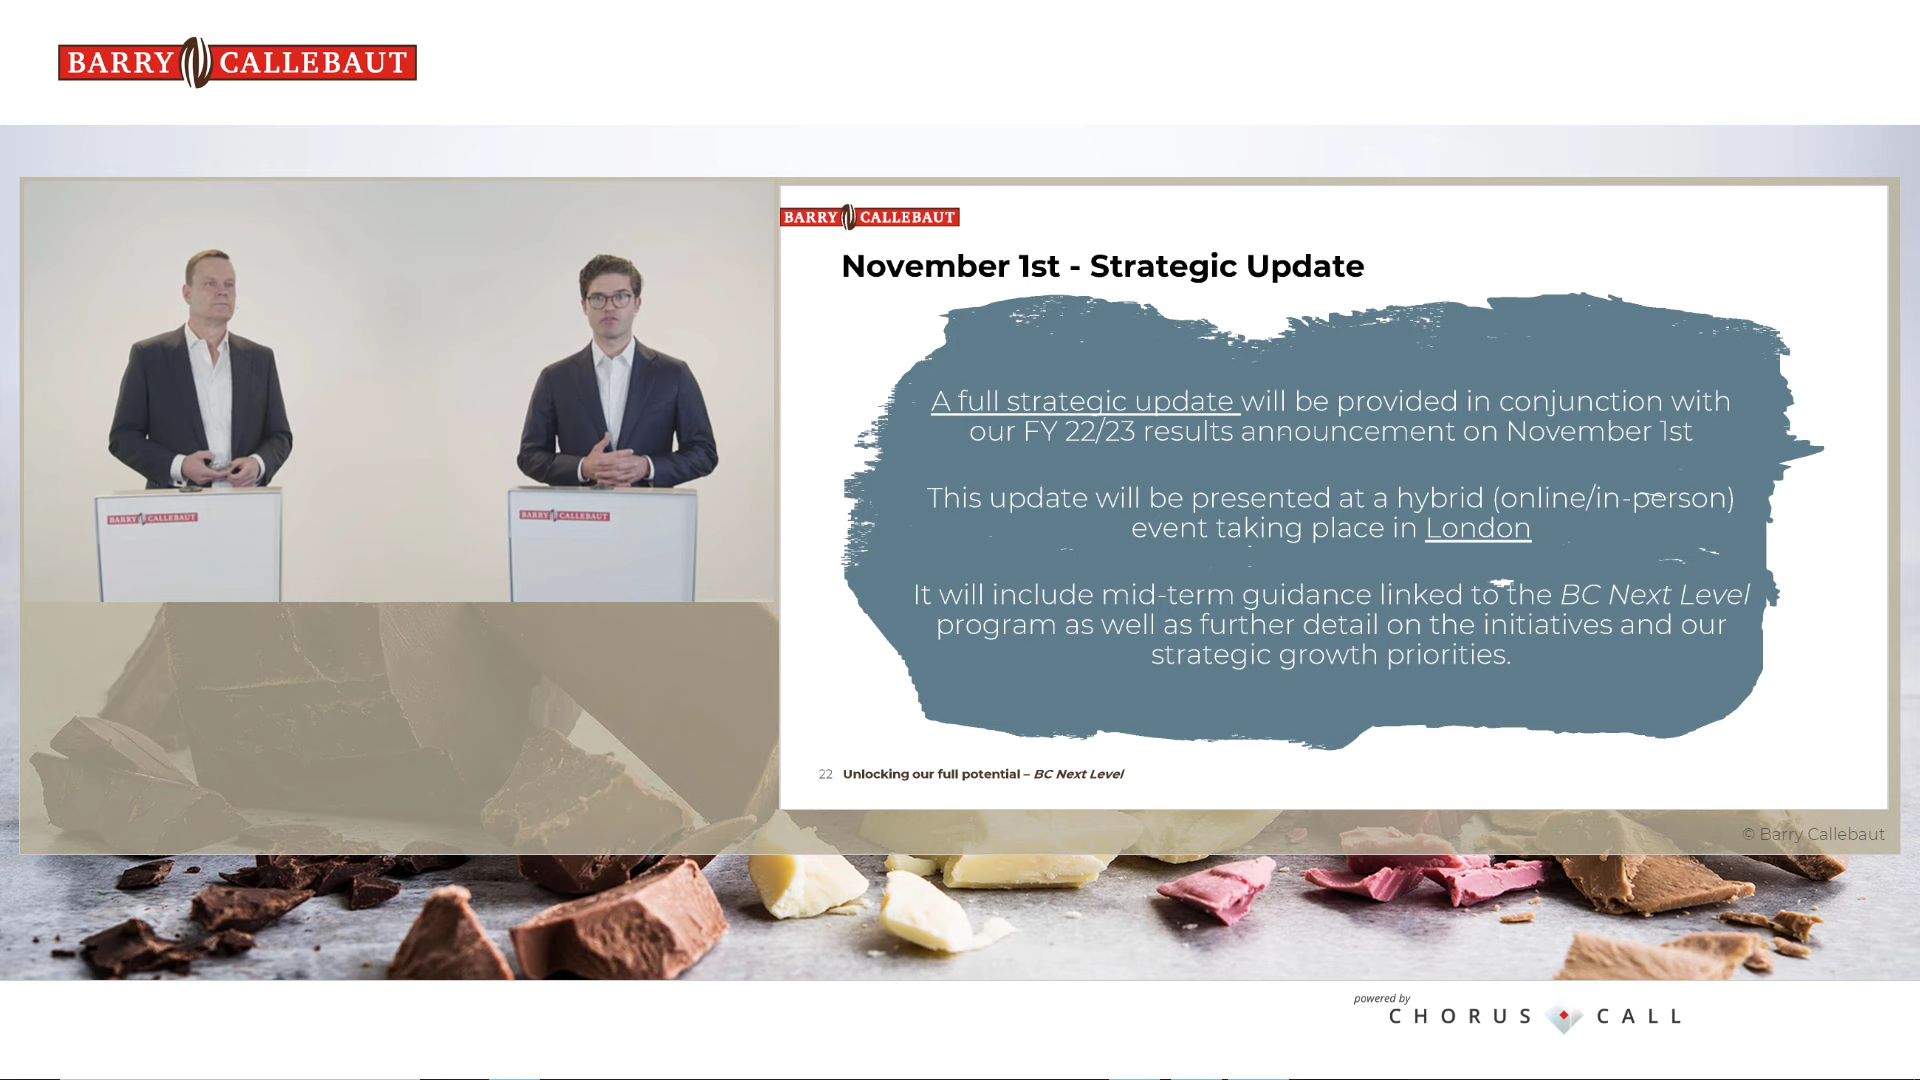 BARRY CALLEBAUT
BARRY CALLEBAUT
November 1st - Strategic Update
A full strategic update will be provided in conjunction with
our FY 22/23 results announcement on November 1st
This update will be presented at a hybrid (online/in-person)
event taking place in London
It will include mid-term guidance linked to the BC Next Level
program as well as further detail on the initiatives and our
strategic growth priorities.
22 Unlocking our full potential – BC Next Level
BARRY CALLEBAUT
BARRY CALLEBAUT
© Barry Callebaut
powered by
CHORUS CALL